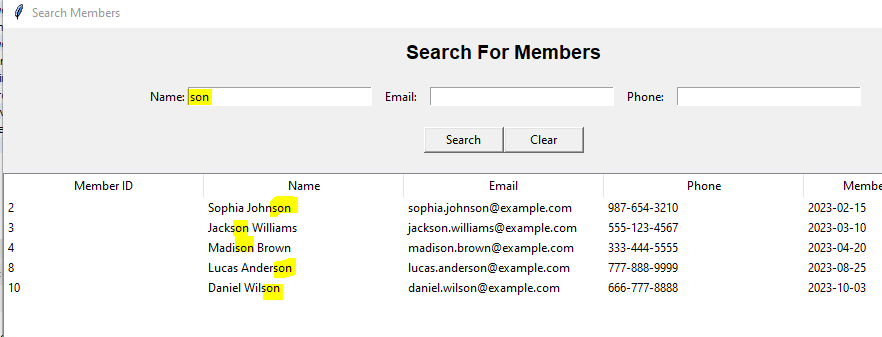 Search Members
Search For Members
Name: son Email: Phone:
Search Clear
Member ID Name Email Phone Membe
2 Sophia Johnson sophia.johnson@example.com 987-654-3210 2023-02-15
3 Jackson Williams jackson.williams@example.com 555-123-4567 2023-03-10
4 Madison Brown madison.brown@example.com 333-444-5555 2023-04-20
8 Lucas Anderson lucas.anderson@example.com 777-888-9999 2023-08-25
10 Daniel Wilson daniel.wilson@example.com 666-777-8888 2023-10-03